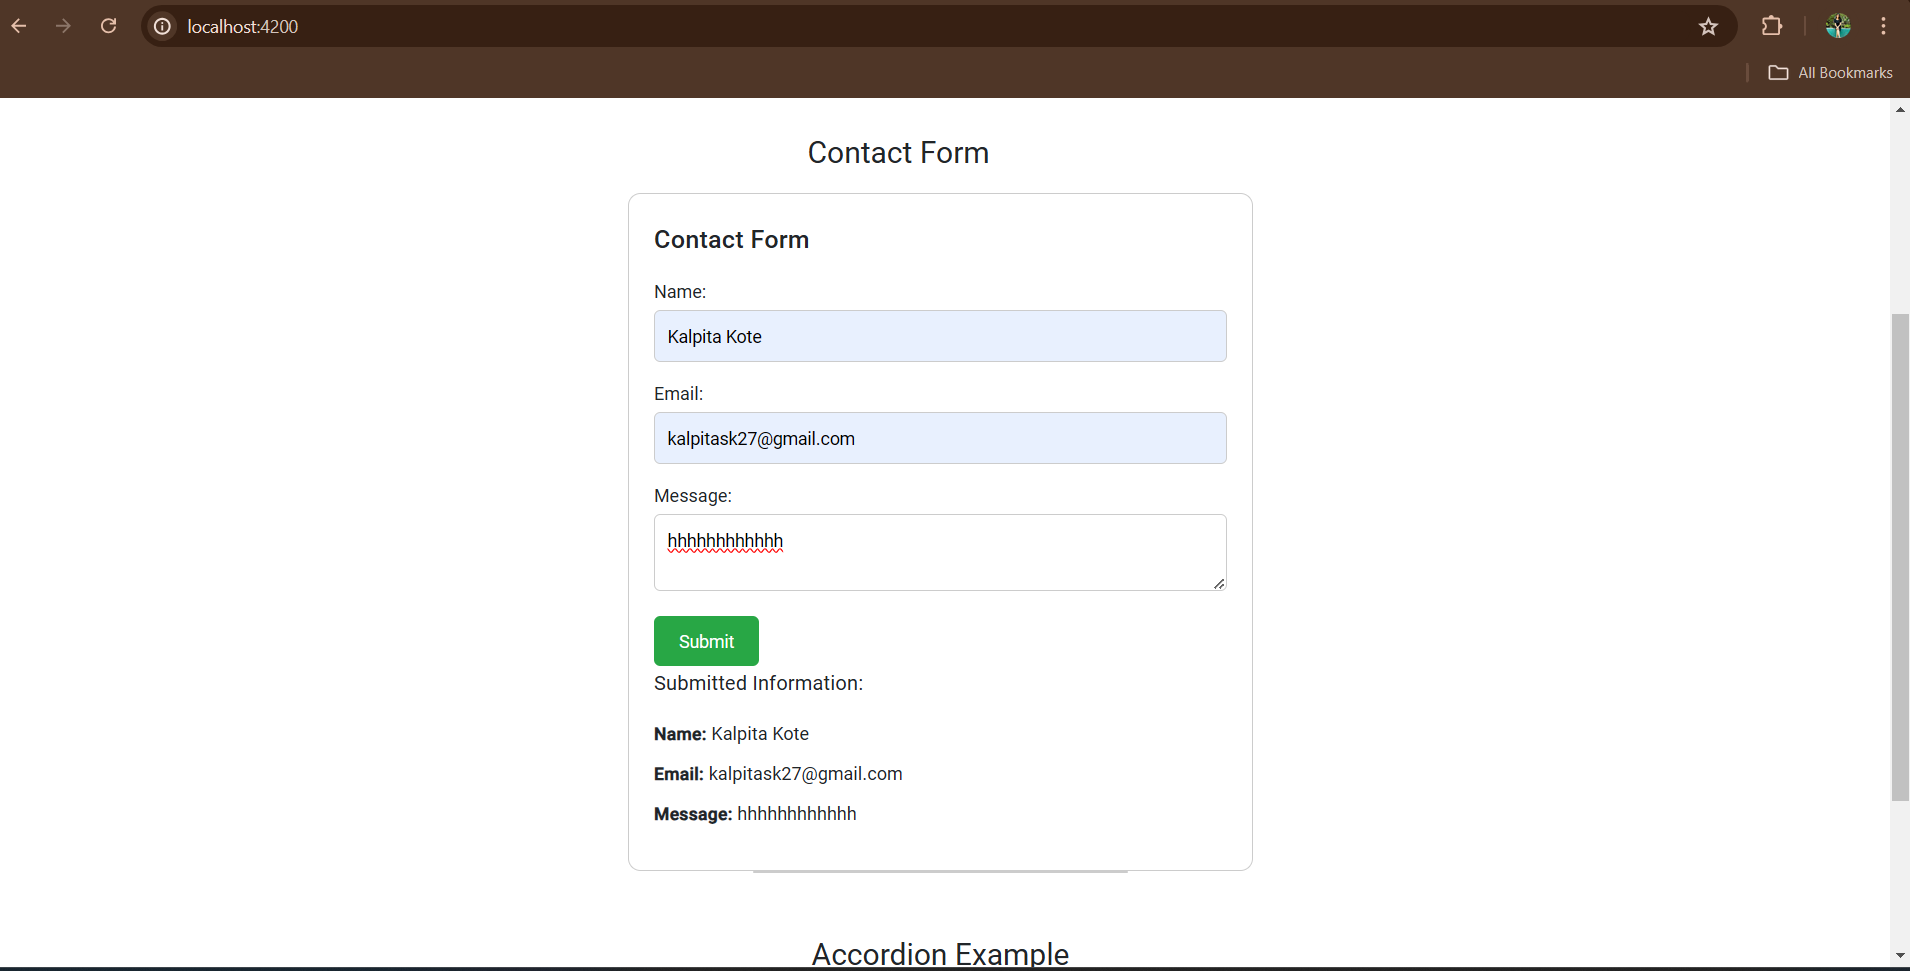 localhost:4200
All Bookmarks
Contact Form
Contact Form
Name:
Kalpita Kote
Email:
kalpitask27@gmail.com
Message:
hhhhhhhhhhhh
Submit
Submitted Information:
Name: Kalpita Kote
Email: kalpitask27@gmail.com
Message: hhhhhhhhhhhh
Accordion Example